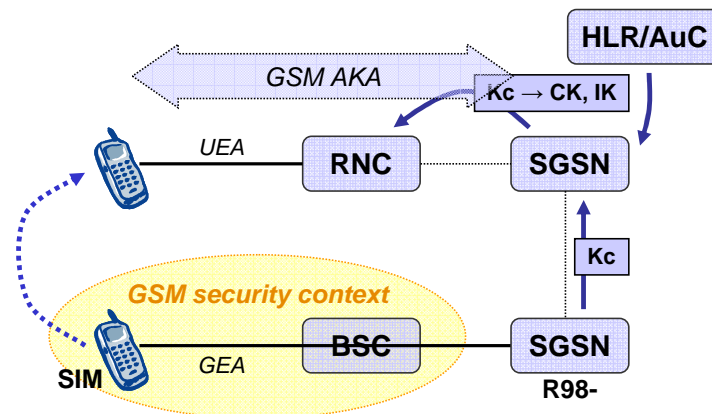 HLR/AuC
GSM AKA
Kc → CK, IK
UEA
RNC
SGSN
Kc
GSM security context
SIM
GEA
BSC
SGSN
R98-